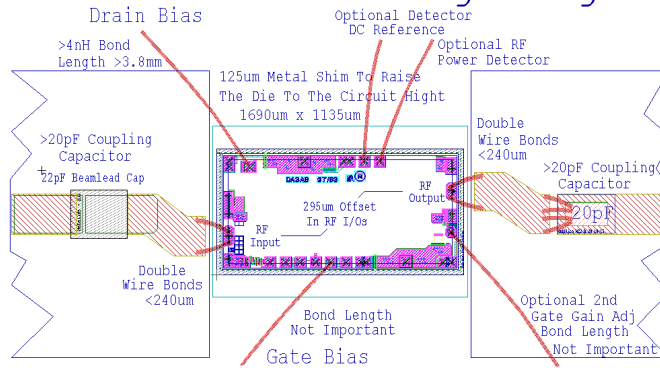 Drain Bias
Optional Detector
DC Reference
>4nH Bond
Length >3.8mm
Optional RF
Power Detector
125um Metal Shim To Raise
The Die To The Circuit Hight
1690um x 1135um
Double
Wire Bonds
<240um
>20pF Coupling
Capacitor
22pF Beamlead Cap
>20pF Coupling
Capacitor
20pF
RF
Output
295um Offset
In RF I/Os
RF
Input
Double
Wire Bonds
<240um
Bond Length
Not Important
Gate Bias
Optional 2nd
Gate Gain Adj
Bond Length
Not Important